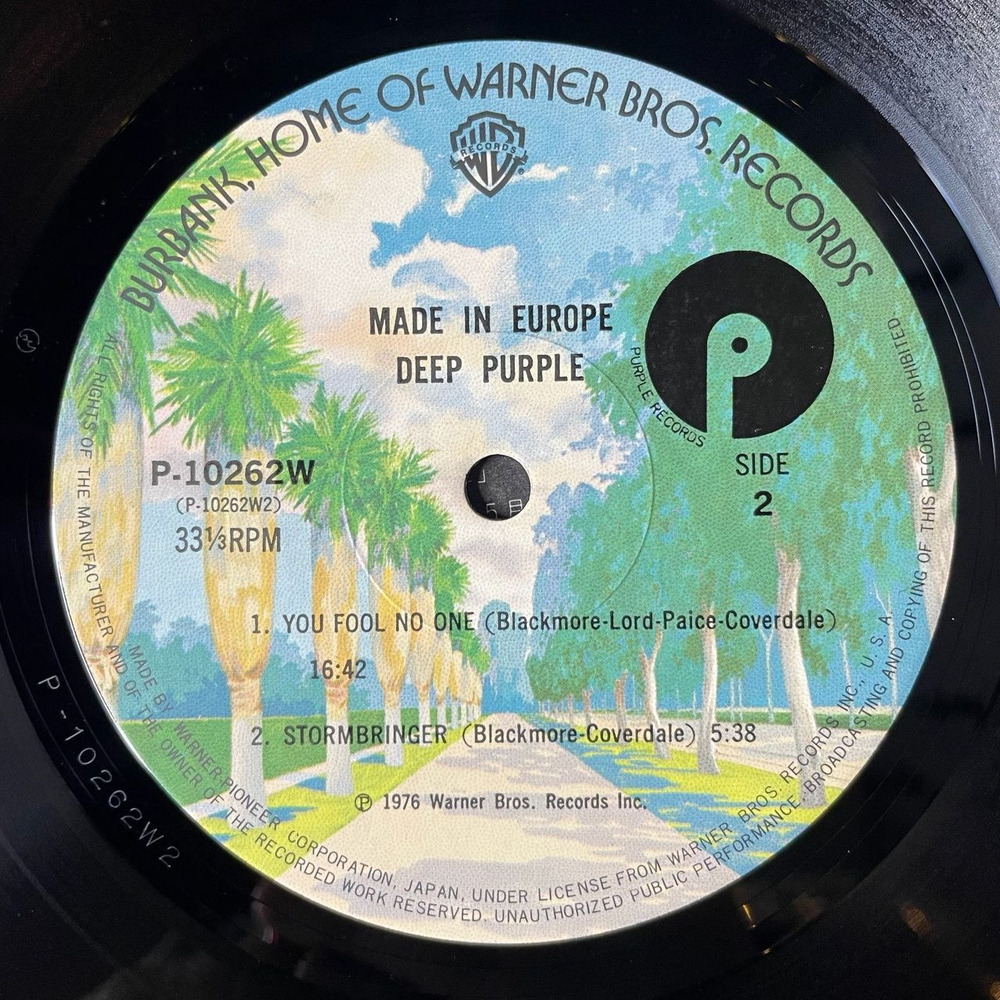 BURBANK, HOME OF WARNER BROS. RECORDS
RECORDS
MADE IN EUROPE
DEEP PURPLE
PURPLE RECORDS
SIDE
2
P-10262W
(P-10262W2)
33⅓RPM
1. YOU FOOL NO ONE (Blackmore-Lord-Paice-Coverdale)
16:42
2. STORMBRINGER (Blackmore-Coverdale) 5:38
℗ 1976 Warner Bros. Records Inc.
MADE BY WARNER-PIONEER CORPORATION, JAPAN, UNDER LICENSE FROM WARNER BROS. RECORDS INC., U. S. A.
ALL RIGHTS OF THE MANUFACTURER AND OF THE OWNER OF THE RECORDED WORK RESERVED. UNAUTHORIZED PUBLIC PERFORMANCE, BROADCASTING AND COPYING OF THIS RECORD PROHIBITED.
P-10262W2